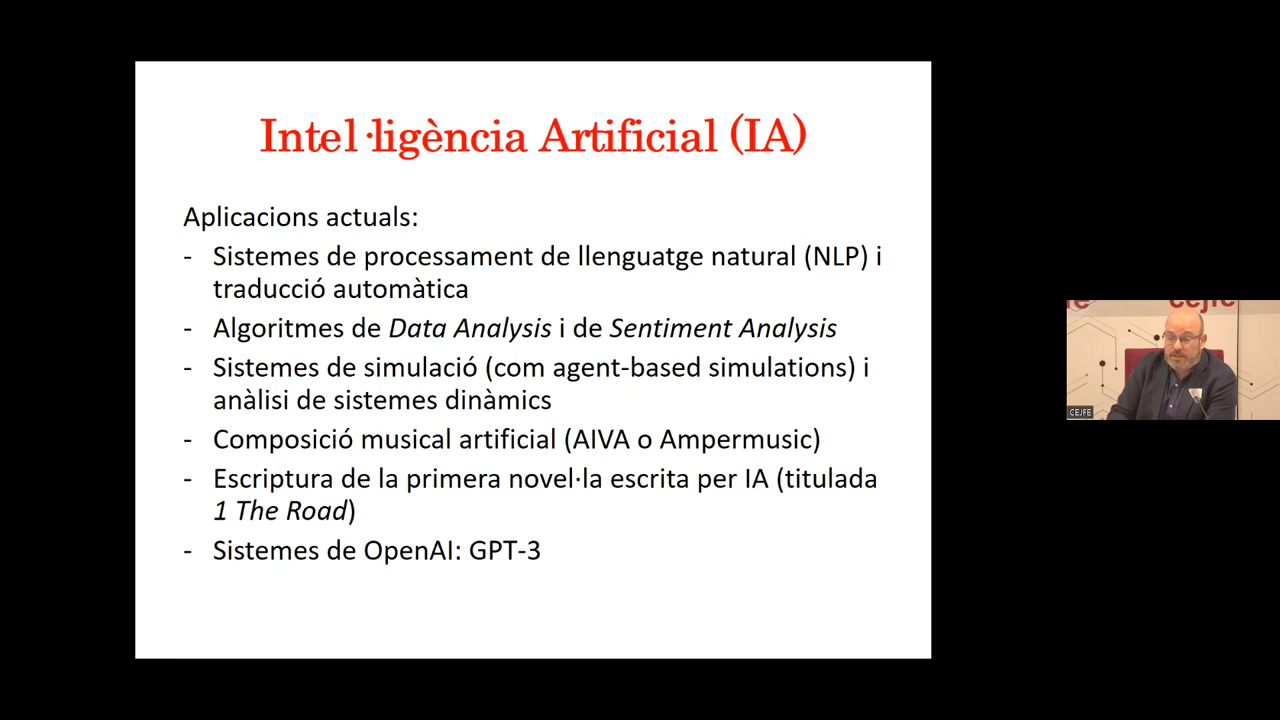 Intel·ligència Artificial (IA)
Aplicacions actuals:
- Sistemes de processament de llenguatge natural (NLP) i
traducció automàtica
- Algoritmes de Data Analysis i de Sentiment Analysis
- Sistemes de simulació (com agent-based simulations) i
anàlisi de sistemes dinàmics
- Composició musical artificial (AIVA o Ampermusic)
- Escriptura de la primera novel·la escrita per IA (titulada
1 The Road)
- Sistemes de OpenAI: GPT-3
cejfe
CEJFE